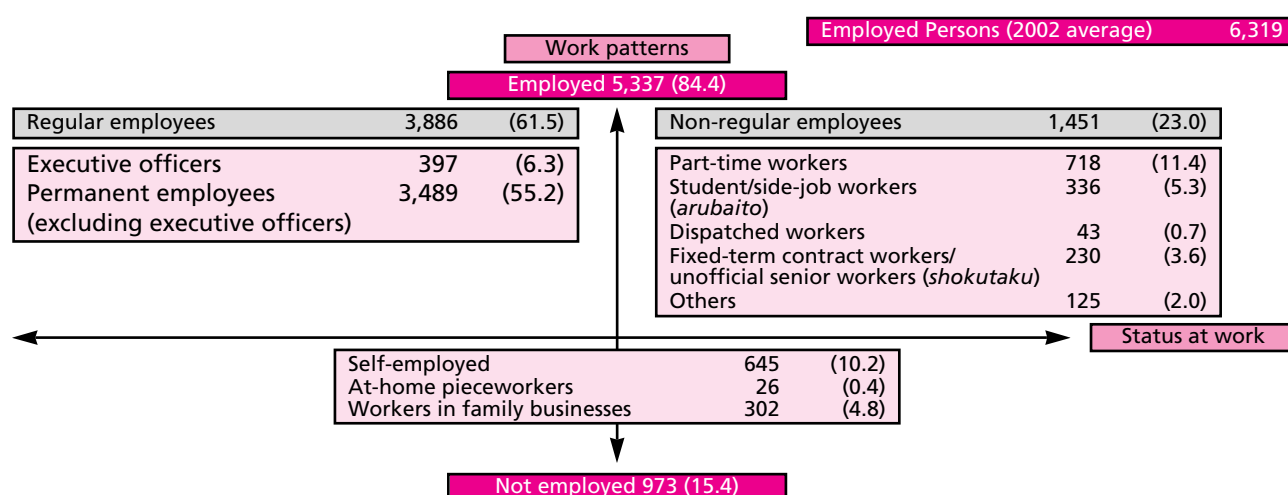 Employed Persons (2002 average) 6,319
Work patterns
Employed 5,337 (84.4)
Regular employees 3,886 (61.5)
Executive officers 397 (6.3)
Permanent employees 3,489 (55.2)
(excluding executive officers)
Non-regular employees 1,451 (23.0)
Part-time workers 718 (11.4)
Student/side-job workers 336 (5.3)
(arubaito)
Dispatched workers 43 (0.7)
Fixed-term contract workers/ 230 (3.6)
unofficial senior workers (shokutaku)
Others 125 (2.0)
Status at work
Self-employed 645 (10.2)
At-home pieceworkers 26 (0.4)
Workers in family businesses 302 (4.8)
Not employed 973 (15.4)